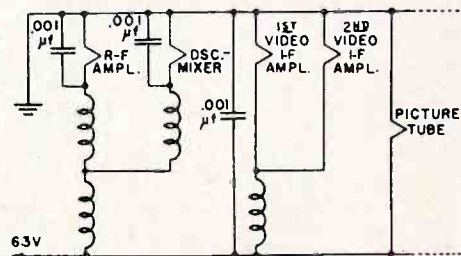 .001
μf
R-F
AMPL.
.001
μf
OSC.-
MIXER
.001
μf
1ST
VIDEO
I-F
AMPL.
2ND
VIDEO
I-F
AMPL.
PICTURE
TUBE
63V